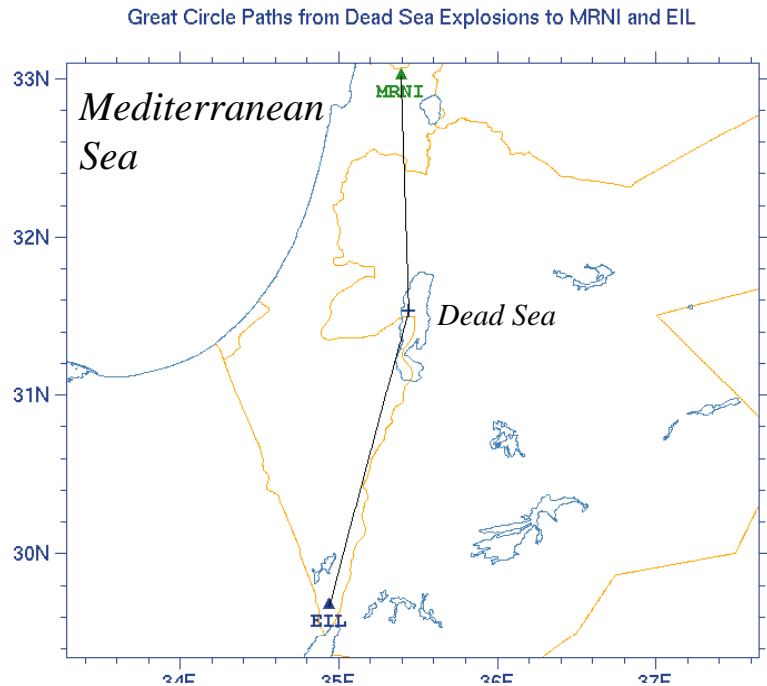 Great Circle Paths from Dead Sea Explosions to MRNI and EIL
33N
MRNI
Mediterranean
Sea
32N
Dead Sea
31N
30N
EIL
34E 35E 36E 37E